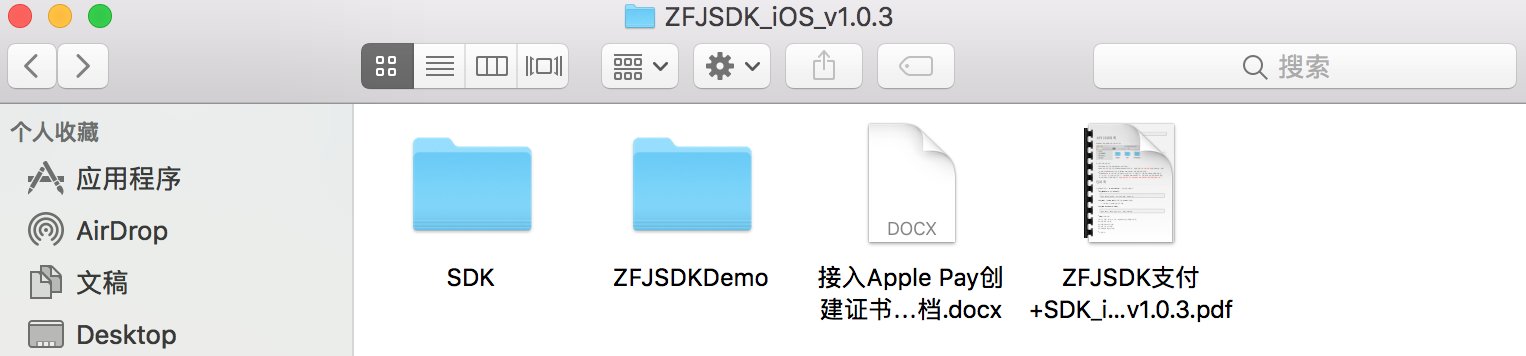 ZFJSDK_iOS_v1.0.3
搜索
个人收藏
应用程序
AirDrop
文稿
Desktop
SDK
ZFJSDKDemo
DOCX
接入Apple Pay创
建证书…档.docx
ZFJSDK支付
+SDK_i…v1.0.3.pdf